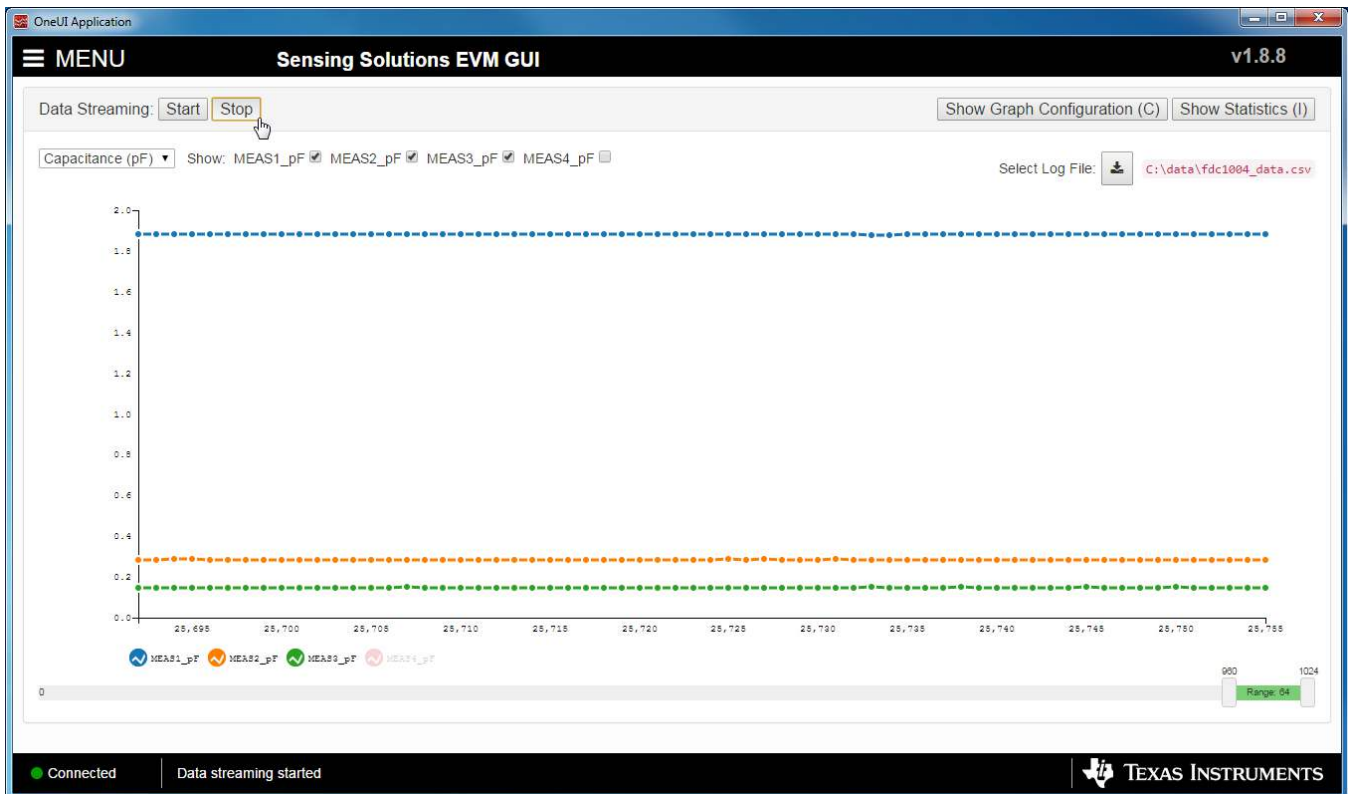 OneUI Application
MENU Sensing Solutions EVM GUI v1.8.8
Data Streaming: Start Stop Show Graph Configuration (C) Show Statistics (I)
Capacitance (pF) Show: MEAS1_pF MEAS2_pF MEAS3_pF MEAS4_pF
Select Log File: C:\data\fdc1004_data.csv
2.0
1.8
1.6
1.4
1.2
1.0
0.8
0.6
0.4
0.2
0.0
25,695 25,700 25,705 25,710 25,715 25,720 25,725 25,730 25,735 25,740 25,745 25,750 25,755
MEAS1_pF MEAS2_pF MEAS3_pF MEAS4_pF
960 1024
0 Range: 64
Connected Data streaming started TEXAS INSTRUMENTS